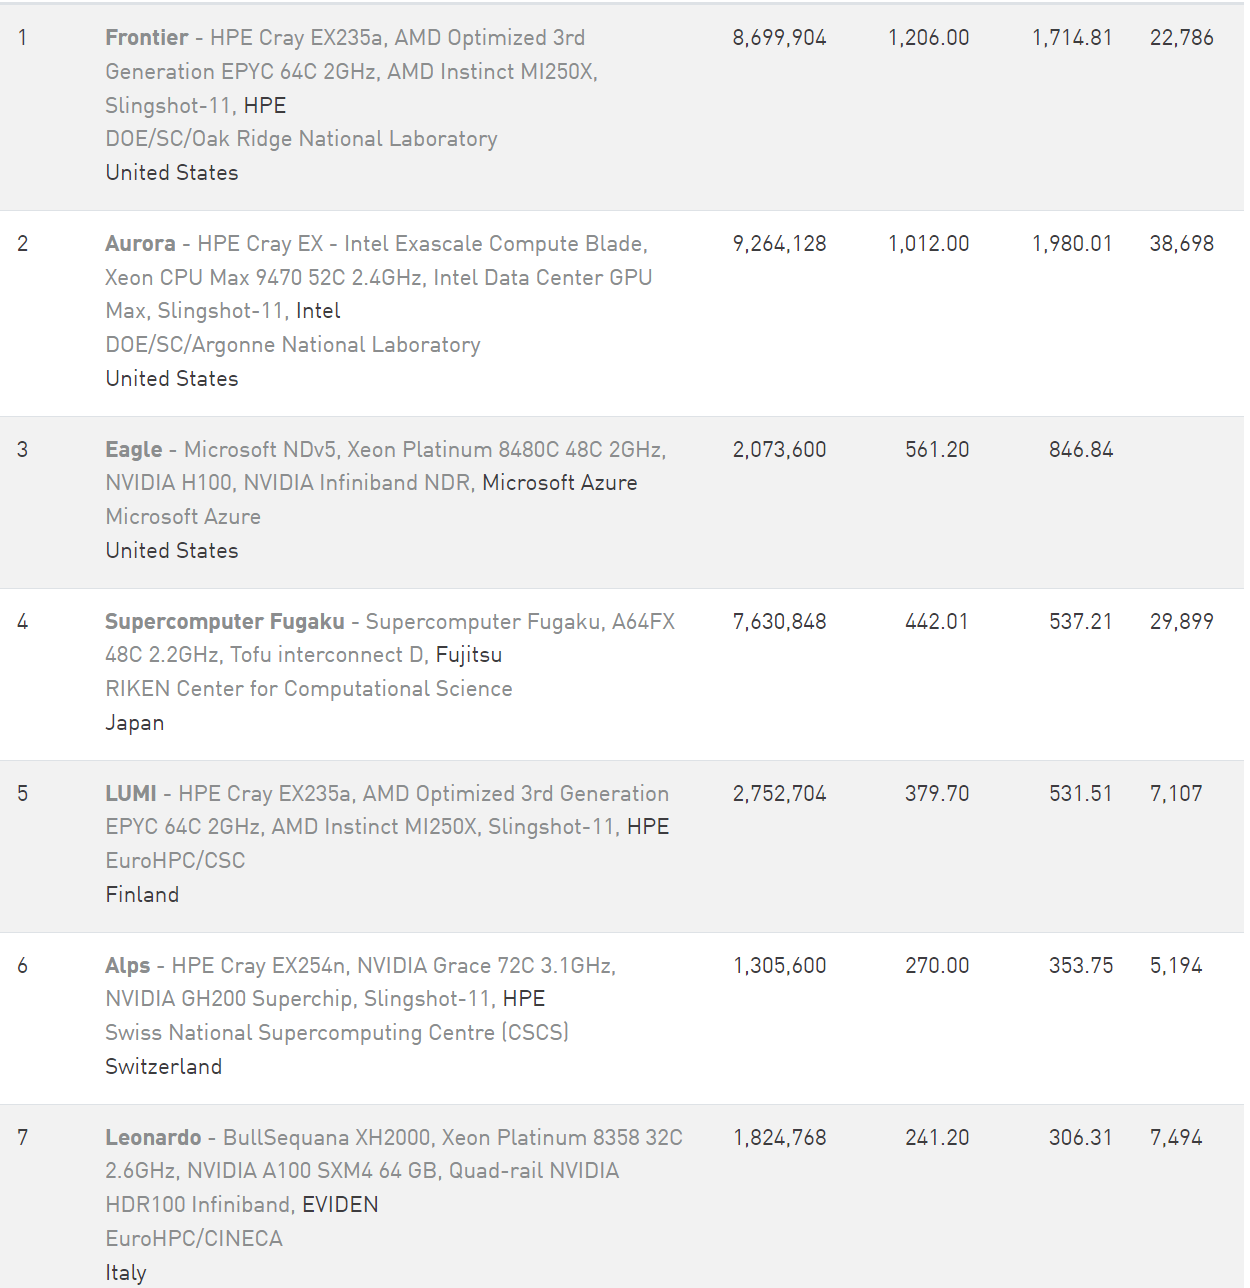 1 Frontier - HPE Cray EX235a, AMD Optimized 3rd 8,699,904 1,206.00 1,714.81 22,786
Generation EPYC 64C 2GHz, AMD Instinct MI250X,
Slingshot-11, HPE
DOE/SC/Oak Ridge National Laboratory
United States
2 Aurora - HPE Cray EX - Intel Exascale Compute Blade, 9,264,128 1,012.00 1,980.01 38,698
Xeon CPU Max 9470 52C 2.4GHz, Intel Data Center GPU
Max, Slingshot-11, Intel
DOE/SC/Argonne National Laboratory
United States
3 Eagle - Microsoft NDv5, Xeon Platinum 8480C 48C 2GHz, 2,073,600 561.20 846.84
NVIDIA H100, NVIDIA Infiniband NDR, Microsoft Azure
Microsoft Azure
United States
4 Supercomputer Fugaku - Supercomputer Fugaku, A64FX 7,630,848 442.01 537.21 29,899
48C 2.2GHz, Tofu interconnect D, Fujitsu
RIKEN Center for Computational Science
Japan
5 LUMI - HPE Cray EX235a, AMD Optimized 3rd Generation 2,752,704 379.70 531.51 7,107
EPYC 64C 2GHz, AMD Instinct MI250X, Slingshot-11, HPE
EuroHPC/CSC
Finland
6 Alps - HPE Cray EX254n, NVIDIA Grace 72C 3.1GHz, 1,305,600 270.00 353.75 5,194
NVIDIA GH200 Superchip, Slingshot-11, HPE
Swiss National Supercomputing Centre (CSCS)
Switzerland
7 Leonardo - BullSequana XH2000, Xeon Platinum 8358 32C 1,824,768 241.20 306.31 7,494
2.6GHz, NVIDIA A100 SXM4 64 GB, Quad-rail NVIDIA
HDR100 Infiniband, EVIDEN
EuroHPC/CINECA
Italy